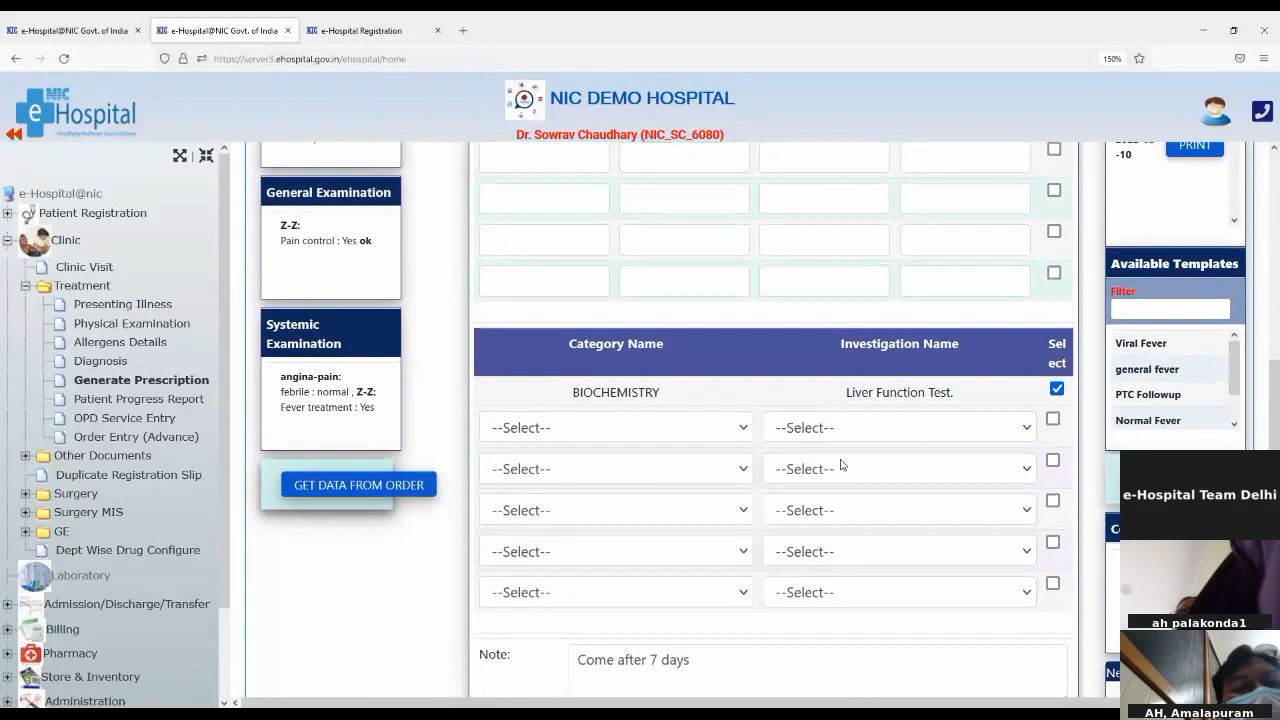 NIC e-Hospital@NIC Govt. of India
NIC e-Hospital@NIC Govt. of India
NIC e-Hospital Registration
https://server3.ehospital.gov.in/ehospital/home
150%
NIC
eHospital
NIC DEMO HOSPITAL
Dr. Sowrav Chaudhary (NIC_SC_6080)
e-Hospital@nic
Patient Registration
Clinic
Clinic Visit
Treatment
Presenting Illness
Physical Examination
Allergens Details
Diagnosis
Generate Prescription
Patient Progress Report
OPD Service Entry
Order Entry (Advance)
Other Documents
Duplicate Registration Slip
Surgery
Surgery MIS
GE
Dept Wise Drug Configure
Laboratory
Admission/Discharge/Transfer
Billing
Pharmacy
Store & Inventory
Administration
General Examination
Z-Z:
Pain control : Yes ok
Systemic
Examination
angina-pain:
febrile : normal , Z-Z:
Fever treatment : Yes
GET DATA FROM ORDER
Category Name Investigation Name Sel
ect
BIOCHEMISTRY Liver Function Test.
--Select-- --Select--
--Select-- --Select--
--Select-- --Select--
--Select-- --Select--
--Select-- --Select--
Note: Come after 7 days
-10
PRINT
Available Templates
Filter
Viral Fever
general fever
PTC Followup
Normal Fever
e-Hospital Team Delhi
ah palakonda1
AH, Amalapuram